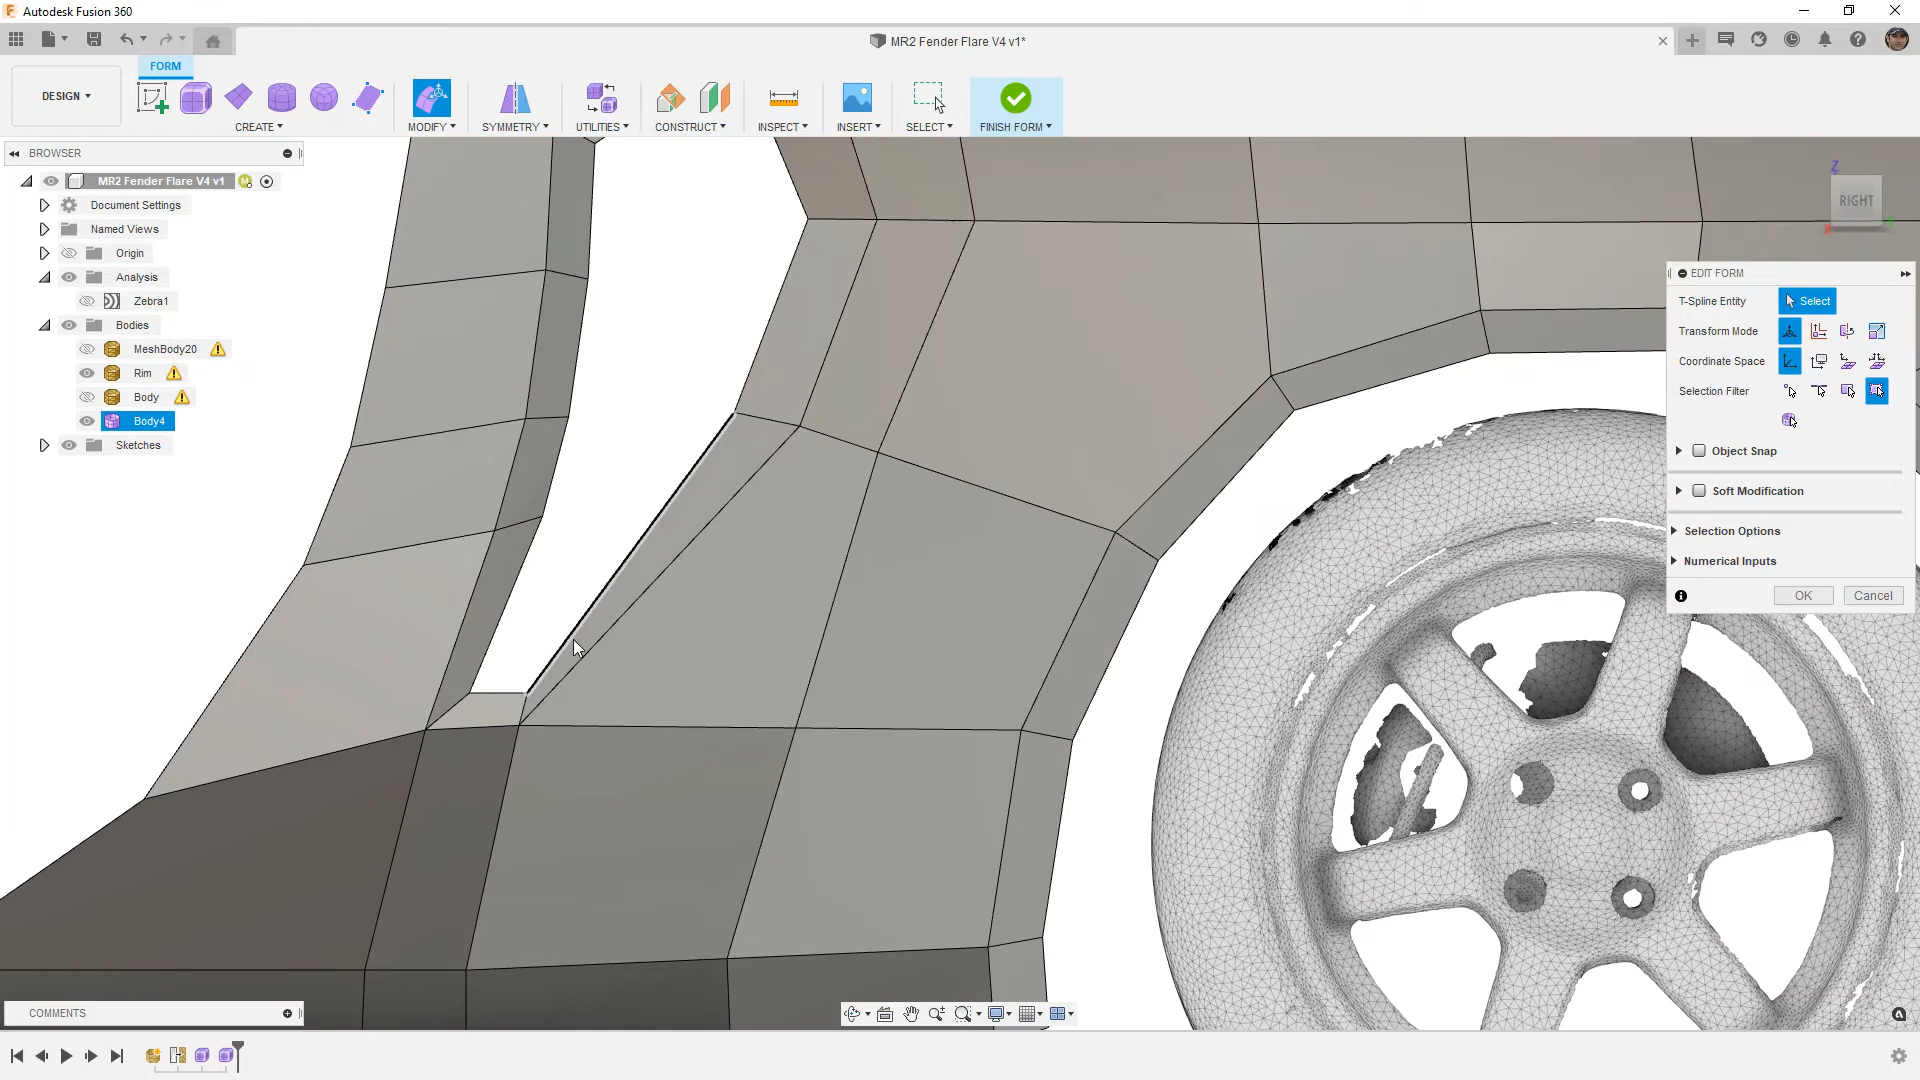 Autodesk Fusion 360
MR2 Fender Flare V4 v1*
FORM
DESIGN
CREATE
MODIFY
SYMMETRY
UTILITIES
CONSTRUCT
INSPECT
INSERT
SELECT
FINISH FORM
BROWSER
MR2 Fender Flare V4 v1
Document Settings
Named Views
Origin
Analysis
Zebra1
Bodies
MeshBody20
Rim
Body
Body4
Sketches
Z
RIGHT
EDIT FORM
T-Spline Entity
Select
Transform Mode
Coordinate Space
Selection Filter
Object Snap
Soft Modification
Selection Options
Numerical Inputs
OK
Cancel
COMMENTS